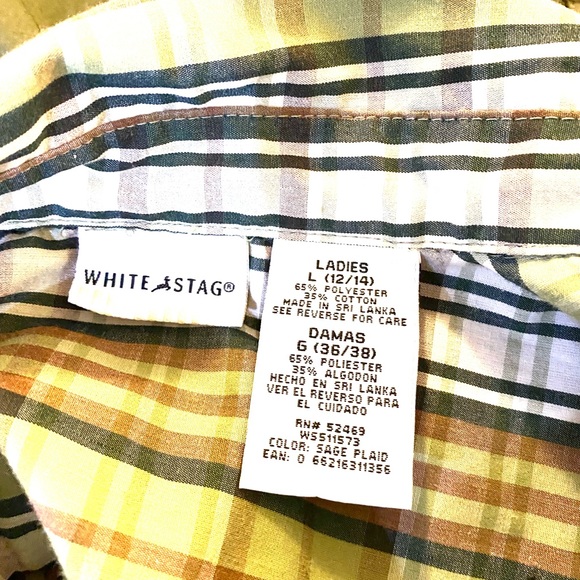 WHITE STAG®
LADIES
L (12/14)
65% POLYESTER
35% COTTON
MADE IN SRI LANKA
SEE REVERSE FOR CARE
DAMAS
G (36/38)
65% POLIESTER
35% ALGODON
HECHO EN SRI LANKA
VER EL REVERSO PARA
EL CUIDADO
RN# 52469
WS511573
COLOR: SAGE PLAID
EAN: 0 66216311356